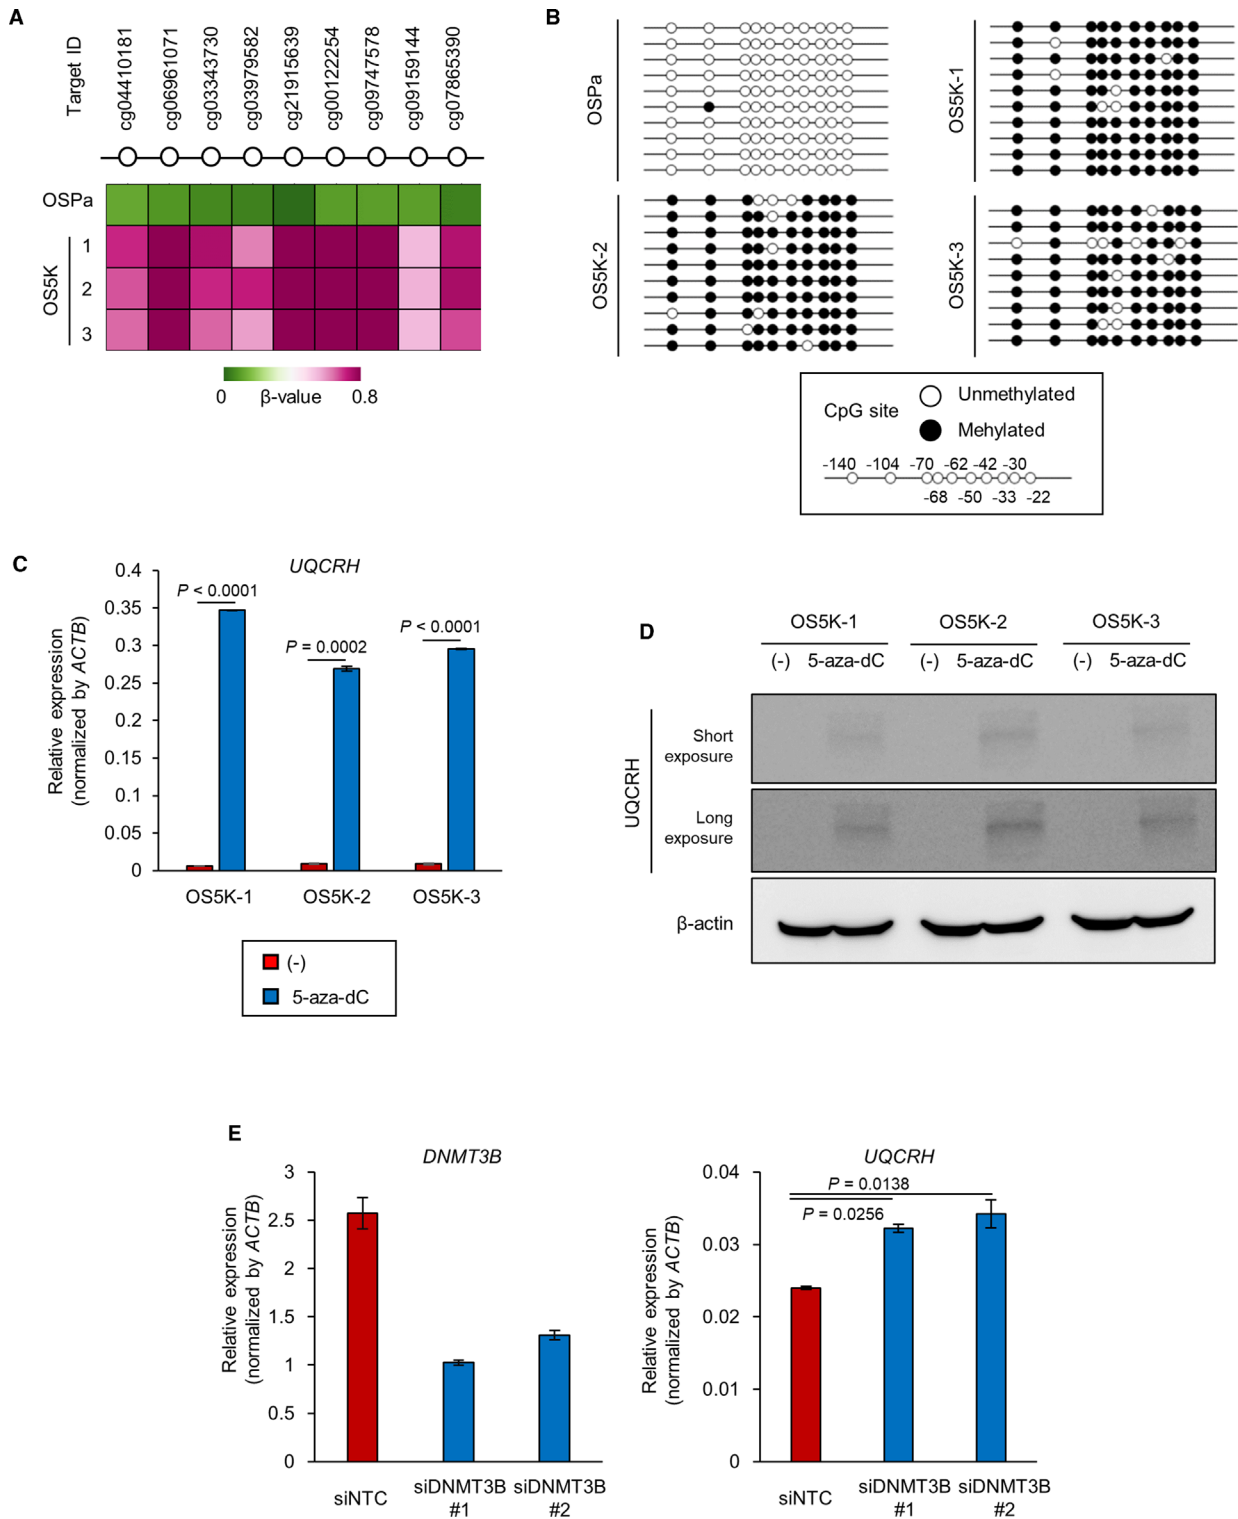 A
Target ID
cg04410181
cg06961071
cg03343730
cg03979582
cg21915639
cg00122254
cg09747578
cg09159144
cg07865390
OSPa
OS5K
1
2
3
0 β-value 0.8
B
OSPa
OS5K-1
OS5K-2
OS5K-3
CpG site
Unmethylated
Mehylated
-140 -104 -70 -62 -42 -30
-68 -50 -33 -22
C
UQCRH
Relative expression
(normalized by ACTB)
0.4
0.35
0.3
0.25
0.2
0.15
0.1
0.05
0
P < 0.0001
P = 0.0002
P < 0.0001
OS5K-1 OS5K-2 OS5K-3
(-)
5-aza-dC
D
OS5K-1 OS5K-2 OS5K-3
(-) 5-aza-dC (-) 5-aza-dC (-) 5-aza-dC
UQCRH
Short
exposure
Long
exposure
β-actin
E
DNMT3B
Relative expression
(normalized by ACTB)
3
2.5
2
1.5
1
0.5
0
siNTC
siDNMT3B
#1
siDNMT3B
#2
UQCRH
Relative expression
(normalized by ACTB)
0.04
0.03
0.02
0.01
0
P = 0.0138
P = 0.0256
siNTC
siDNMT3B
#1
siDNMT3B
#2